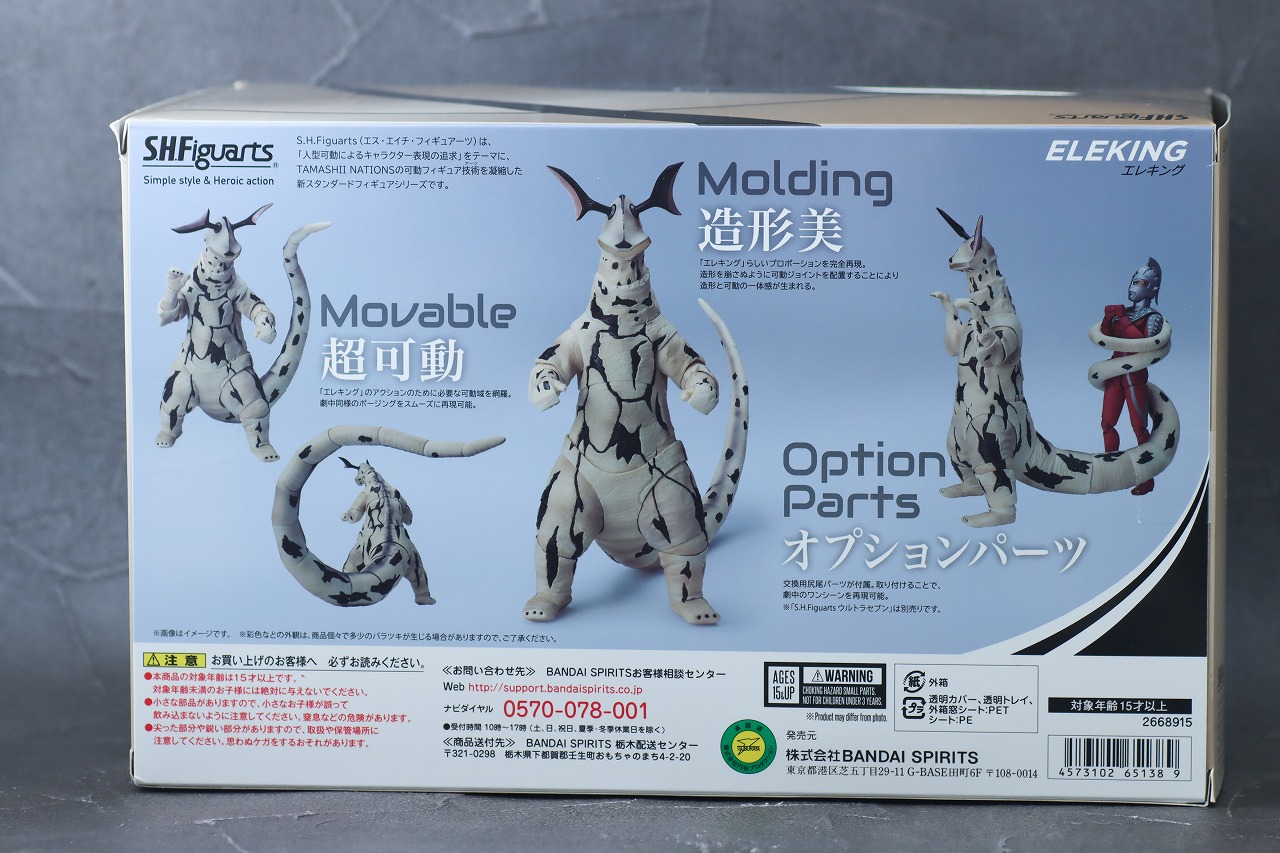 S.H.Figuarts
S.H.Figuarts®
Simple style & Heroic action
S.H.Figuarts（エス・エイチ・フィギュアーツ）は、
「人型可動によるキャラクター表現の追求」をテーマに、
TAMASHII NATIONSの可動フィギュア技術を凝縮した
新スタンダードフィギュアシリーズです。
ELEKING
エレキング
Molding
造形美
「エレキング」らしいプロポーションを完全再現。
造形を崩さぬように可動ジョイントを配置することにより
造形と可動の一体感が生まれる。
Movable
超可動
「エレキング」のアクションのために必要な可動域を網羅。
劇中同様のポージングをスムーズに再現可能。
Option
Parts
オプションパーツ
交換用尻尾パーツが付属。取り付けることで、
劇中のワンシーンを再現可能。
※「S.H.Figuarts ウルトラセブン」は別売りです。
※画像はイメージです。 ※彩色などの外観は、商品個々で多少のバラツキが生じる場合がありますので、ご了承ください。
注意 お買い上げのお客様へ 必ずお読みください。
●本商品の対象年齢は15才以上です。
対象年齢未満のお子様には絶対に与えないでください。
●小さな部品がありますので、小さなお子様が誤って
飲み込まないように注意してください。窒息などの危険があります。
●尖った部分や鋭い部分がありますので、取扱や保管場所に
注意してください。思わぬケガをするおそれがあります。
≪お問い合わせ先≫ BANDAI SPIRITSお客様相談センター
Web http://support.bandaispirits.co.jp
ナビダイヤル 0570-078-001
●受付時間 10時〜17時（土、日、祝日、夏季・冬季休業日を除く）
≪商品送付先≫ BANDAI SPIRITS 栃木配送センター
〒321-0298 栃木県下都賀郡壬生町おもちゃのまち4-2-20
AGES
15&UP
WARNING
CHOKING HAZARD SMALL PARTS.
NOT FOR CHILDREN UNDER 3 YEARS.
※Product may differ from photo.
紙 外箱
プラ 透明カバー、透明トレイ、
外箱窓シート:PET
シート:PE
TSUBURAYA
発売元
株式会社BANDAI SPIRITS
東京都港区芝五丁目29-11 G-BASE田町6F 〒108-0014
対象年齢15才以上
2668915
4573102 65138 9